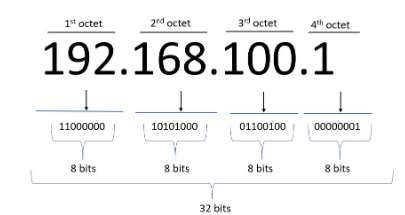 1st octet 2nd octet 3rd octet 4th octet
192.168.100.1
11000000 10101000 01100100 00000001
8 bits 8 bits 8 bits 8 bits
32 bits